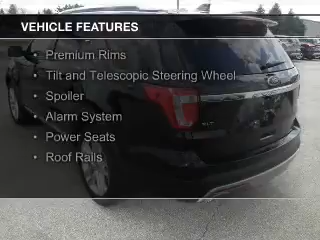 VEHICLE FEATURES
• Premium Rims
• Tilt and Telescopic Steering Wheel
• Spoiler
• Alarm System
• Power Seats
• Roof Rails